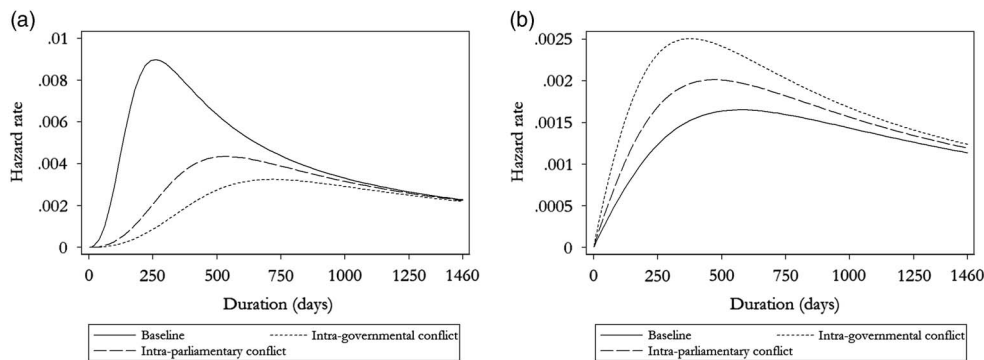 (a)
.01
.008
.006
.004
.002
0
Hazard rate
0 250 500 750 1000 1250 1460
Duration (days)
Baseline Intra-governmental conflict
Intra-parliamentary conflict
(b)
.0025
.002
.0015
.001
.0005
0
Hazard rate
0 250 500 750 1000 1250 1460
Duration (days)
Baseline Intra-governmental conflict
Intra-parliamentary conflict